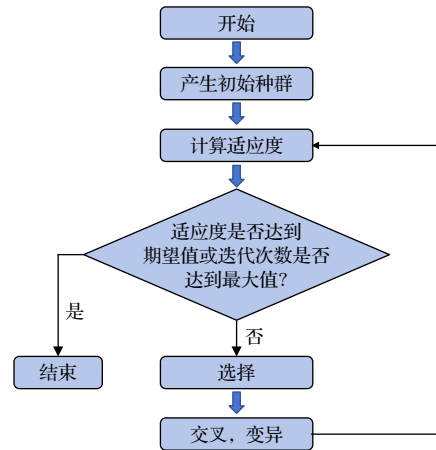 开始
产生初始种群
计算适应度
适应度是否达到
期望值或迭代次数是否
达到最大值?
是
否
结束
选择
交叉，变异